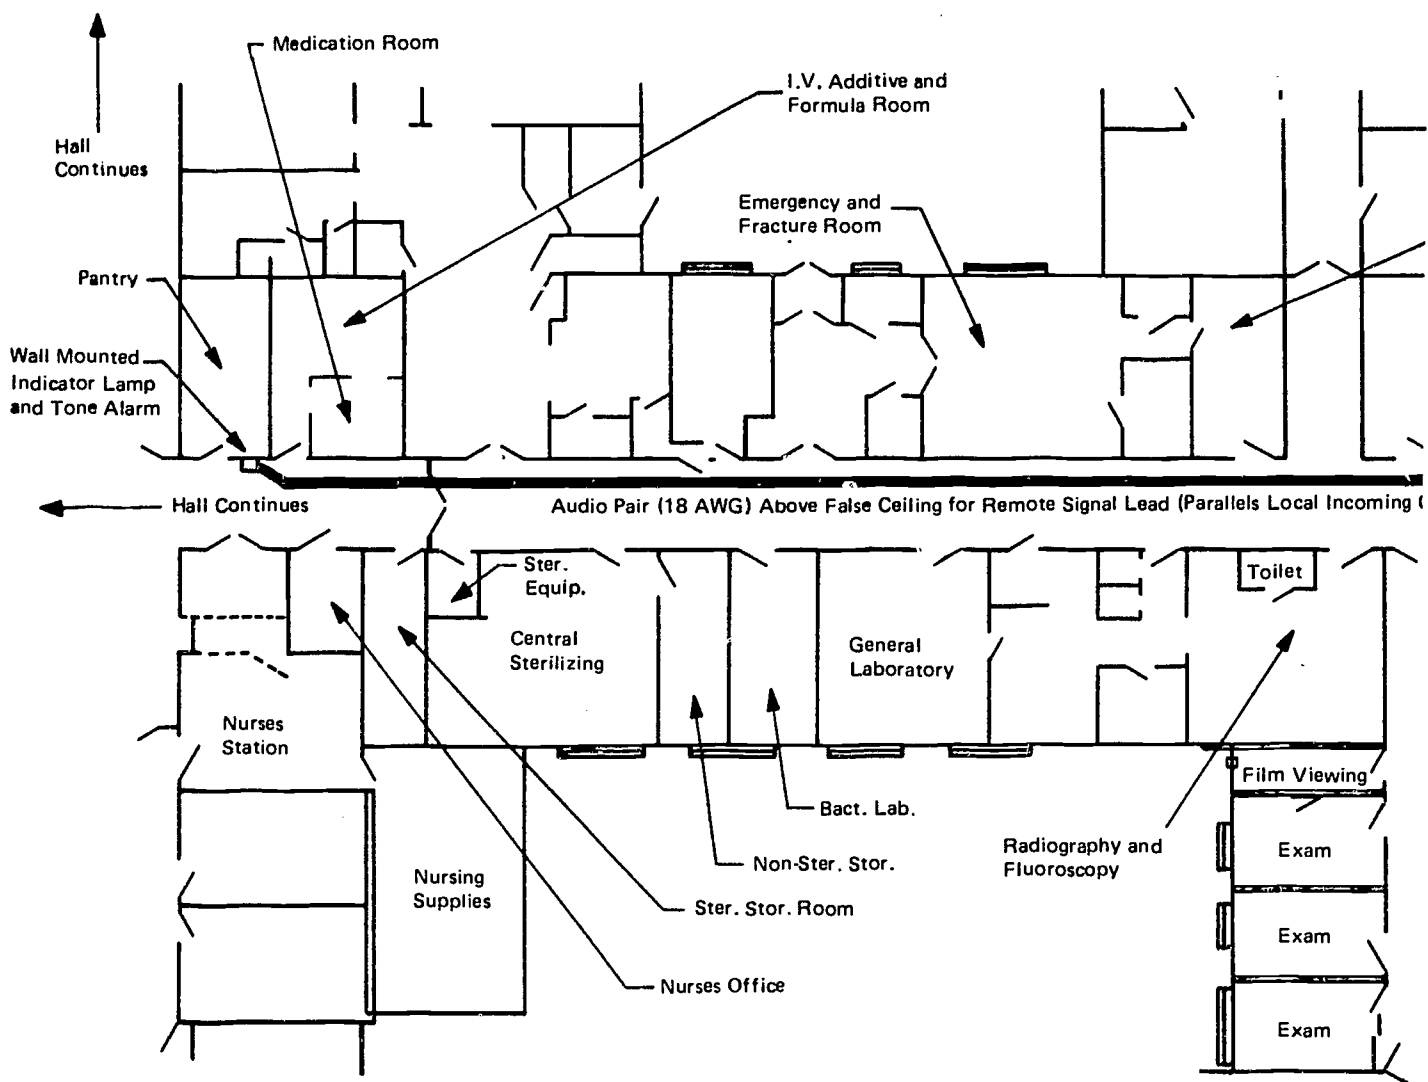 Medication Room
I.V. Additive and
Formula Room
Hall
Continues
Emergency and
Fracture Room
Pantry
Wall Mounted
Indicator Lamp
and Tone Alarm
Hall Continues
Audio Pair (18 AWG) Above False Ceiling for Remote Signal Lead (Parallels Local Incoming
Ster.
Equip.
Toilet
Central
Sterilizing
General
Laboratory
Nurses
Station
Film Viewing
Bact. Lab.
Radiography and
Fluoroscopy
Exam
Non-Ster. Stor.
Nursing
Supplies
Ster. Stor. Room
Exam
Nurses Office
Exam